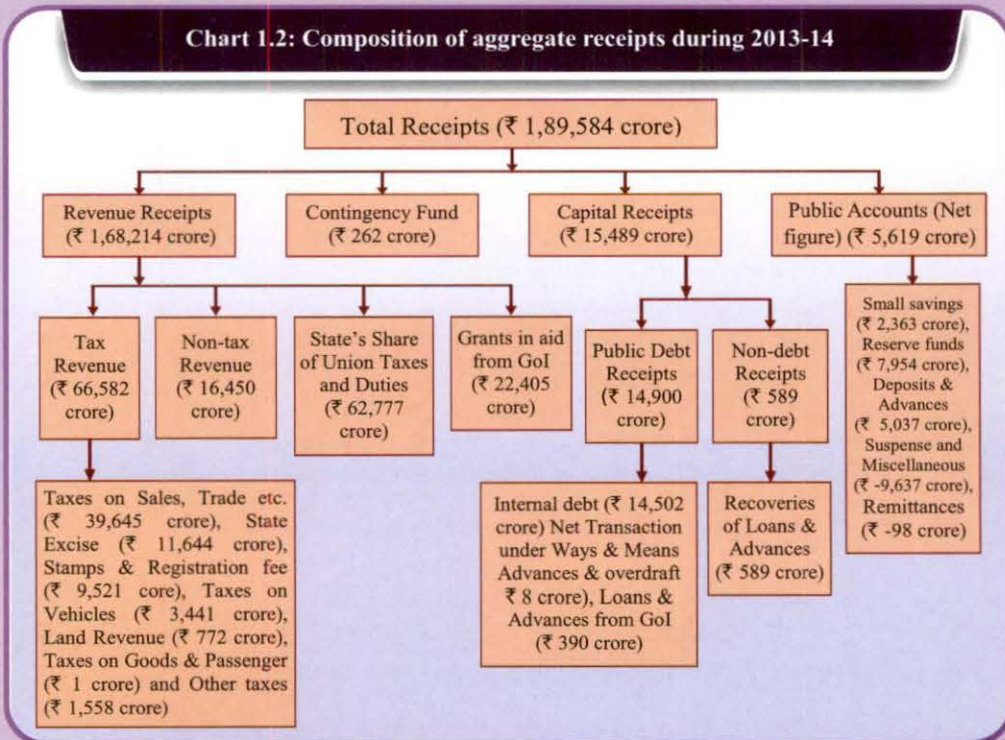 Chart 1.2: Composition of aggregate receipts during 2013-14
Total Receipts (₹ 1,89,584 crore)
Revenue Receipts
(₹ 1,68,214 crore)
Contingency Fund
(₹ 262 crore)
Capital Receipts
(₹ 15,489 crore)
Public Accounts (Net
figure) (₹ 5,619 crore)
Tax
Revenue
(₹ 66,582
crore)
Non-tax
Revenue
(₹ 16,450
crore)
State's Share
of Union Taxes
and Duties
(₹ 62,777
crore)
Grants in aid
from GoI
(₹ 22,405
crore)
Public Debt
Receipts
(₹ 14,900
crore)
Non-debt
Receipts
(₹ 589
crore)
Small savings
(₹ 2,363 crore),
Reserve funds
(₹ 7,954 crore),
Deposits &
Advances
(₹ 5,037 crore),
Suspense and
Miscellaneous
(₹ -9,637 crore),
Remittances
(₹ -98 crore)
Taxes on Sales, Trade etc.
(₹ 39,645 crore), State
Excise (₹ 11,644 crore),
Stamps & Registration fee
(₹ 9,521 core), Taxes on
Vehicles (₹ 3,441 crore),
Land Revenue (₹ 772 crore),
Taxes on Goods & Passenger
(₹ 1 crore) and Other taxes
(₹ 1,558 crore)
Internal debt (₹ 14,502
crore) Net Transaction
under Ways & Means
Advances & overdraft
₹ 8 crore), Loans &
Advances from GoI
(₹ 390 crore)
Recoveries
of Loans &
Advances
(₹ 589 crore)